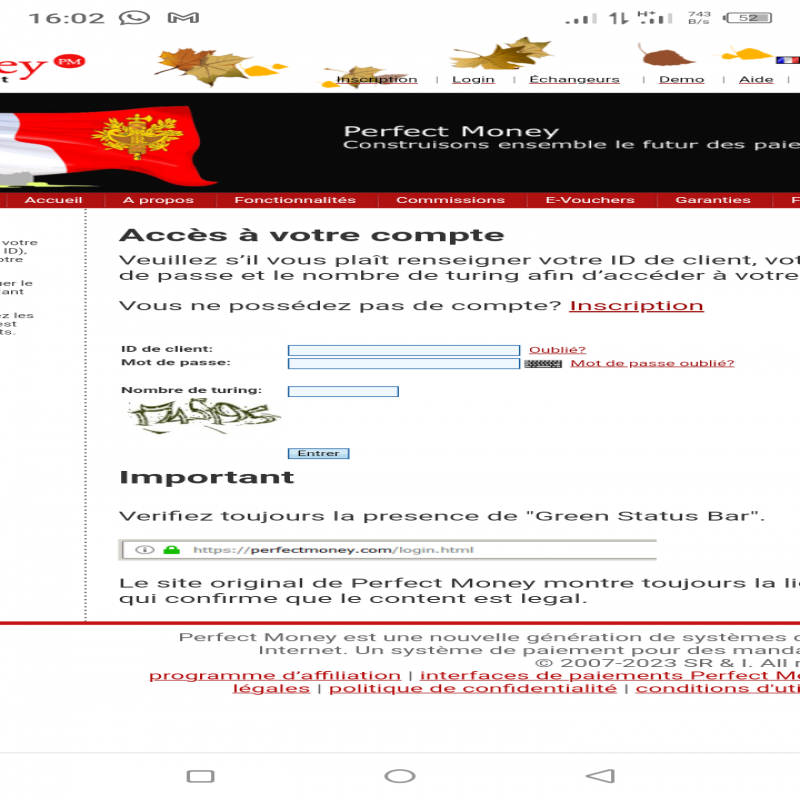 16:02 H+ 743 B/s 52
ey PM
t
Inscription | Login | Échangeurs | Demo | Aide |
Perfect Money
Construisons ensemble le futur des paie
Accueil A propos Fonctionnalités Commissions E-Vouchers Garanties F
votre
ID),
otre
er le
ant
z les
est
ts.
Accès à votre compte
Veuillez s’il vous plaît renseigner votre ID de client, vot
de passe et le nombre de turing afin d’accéder à votre
Vous ne possédez pas de compte? Inscription
ID de client: Oublié?
Mot de passe: Mot de passe oublié?
Nombre de turing:
Entrer
Important
Verifiez toujours la presence de "Green Status Bar".
https://perfectmoney.com/login.html
Le site original de Perfect Money montre toujours la li
qui confirme que le content est legal.
Perfect Money est une nouvelle génération de systèmes
Internet. Un système de paiement pour des manda
© 2007-2023 SR & I. All
programme d’affiliation | interfaces de paiements Perfect M
légales | politique de confidentialité | conditions d'uti